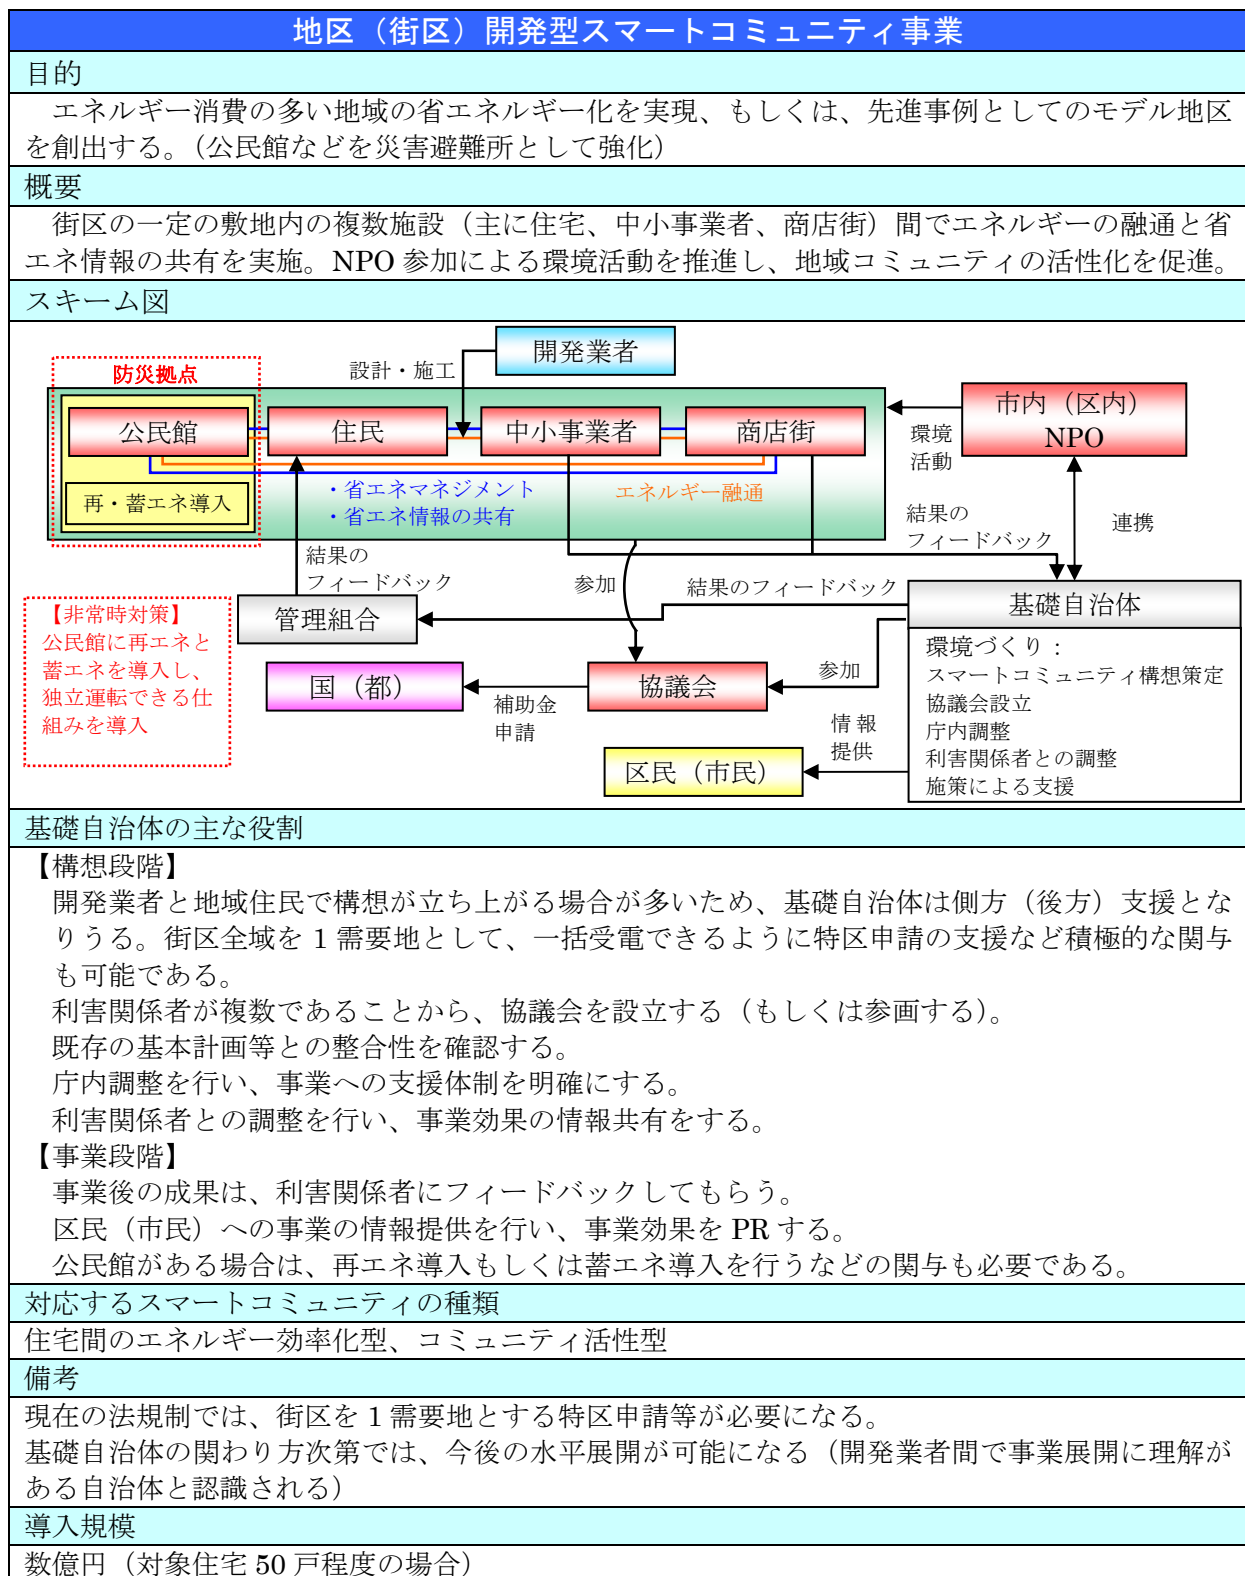 地区（街区）開発型スマートコミュニティ事業
目的
エネルギー消費の多い地域の省エネルギー化を実現、もしくは、先進事例としてのモデル地区
を創出する。（公民館などを災害避難所として強化）
概要
街区の一定の敷地内の複数施設（主に住宅、中小事業者、商店街）間でエネルギーの融通と省
エネ情報の共有を実施。NPO 参加による環境活動を推進し、地域コミュニティの活性化を促進。
スキーム図
開発業者
設計・施工
防災拠点
公民館
住民
中小事業者
商店街
市内（区内）
NPO
環境
活動
再・蓄エネ導入
・省エネマネジメント
・省エネ情報の共有
エネルギー融通
結果の
フィードバック
連携
結果の
フィードバック
参加
結果のフィードバック
管理組合
基礎自治体
【非常時対策】
公民館に再エネと
蓄エネを導入し、
独立運転できる仕
組みを導入
国（都）
補助金
申請
協議会
参加
環境づくり：
スマートコミュニティ構想策定
協議会設立
庁内調整
利害関係者との調整
施策による支援
情報
提供
区民（市民）
基礎自治体の主な役割
【構想段階】
開発業者と地域住民で構想が立ち上がる場合が多いため、基礎自治体は側方（後方）支援とな
りうる。街区全域を 1 需要地として、一括受電できるように特区申請の支援など積極的な関与
も可能である。
利害関係者が複数であることから、協議会を設立する（もしくは参画する）。
既存の基本計画等との整合性を確認する。
庁内調整を行い、事業への支援体制を明確にする。
利害関係者との調整を行い、事業効果の情報共有をする。
【事業段階】
事業後の成果は、利害関係者にフィードバックしてもらう。
区民（市民）への事業の情報提供を行い、事業効果を PR する。
公民館がある場合は、再エネ導入もしくは蓄エネ導入を行うなどの関与も必要である。
対応するスマートコミュニティの種類
住宅間のエネルギー効率化型、コミュニティ活性型
備考
現在の法規制では、街区を 1 需要地とする特区申請等が必要になる。
基礎自治体の関わり方次第では、今後の水平展開が可能になる（開発業者間で事業展開に理解が
ある自治体と認識される）
導入規模
数億円（対象住宅 50 戸程度の場合）